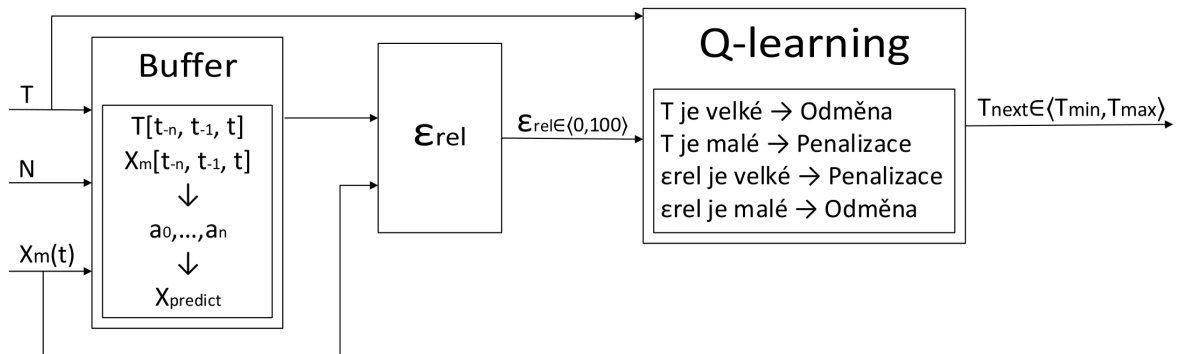 T
N
Xm(t)
Buffer
T[t-n, t-1, t]
Xm[t-n, t-1, t]
↓
a0,...,an
↓
Xpredict
εrel
εrel∈⟨0,100⟩
Q-learning
T je velké → Odměna
T je malé → Penalizace
εrel je velké → Penalizace
εrel je malé → Odměna
Tnext∈⟨Tmin,Tmax⟩